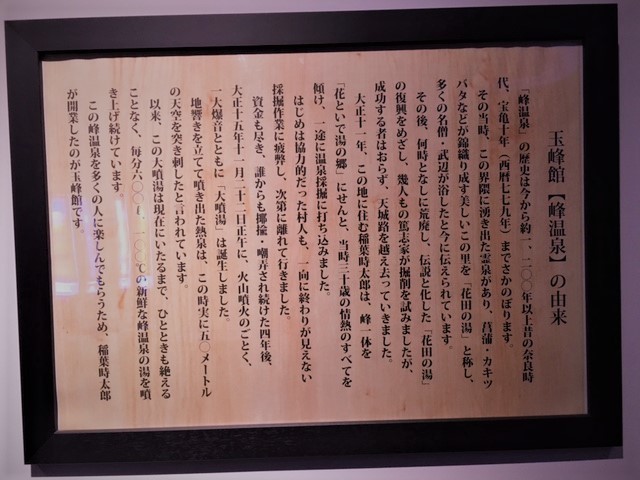 玉峰館【峰温泉】の由来
「峰温泉」の歴史は今から約一、二〇〇年以上昔の奈良時
代、宝亀十年（西暦七七九年）までさかのぼります。
その当時、この界隈に湧き出た霊泉があり、菖蒲・カキツ
バタなどが錦織り成す美しいこの里を「花田の湯」と称し、
多くの名僧・武辺が浴したと今に伝えられています。
その後、何時となしに荒廃し、伝説と化した「花田の湯」
の復興をめざし、幾人もの篤志家が掘削を試みましたが、
成功する者はおらず、天城路を越え去っていきました。
大正十一年、この地に住む稲葉時太郎は、峰一体を
「花といで湯の郷」にせんと、当時三十歳の情熱のすべてを
傾け、一途に温泉採掘に打ち込みました。
はじめは協力的だった村人も、一向に終わりが見えない
採掘作業に疲弊し、次第に離れて行きました。
資金も尽き、誰からも揶揄・嘲弄され続けた四年後、
大正十五年十一月二十二日正午に、火山噴火のごとく、
一大爆音とともに「大噴湯」は誕生しました。
地響きを立てて噴き出た熱泉は、この時実に五〇メートル
の天空を突き刺したと言われています。
以来、この大噴湯は現在にいたるまで、ひとときも絶える
ことなく、毎分六〇〇ℓ、一〇〇℃の新鮮な峰温泉の湯を噴
き上げ続けています。
この峰温泉を多くの人に楽しんでもらうため、稲葉時太郎
が開業したのが玉峰館です。